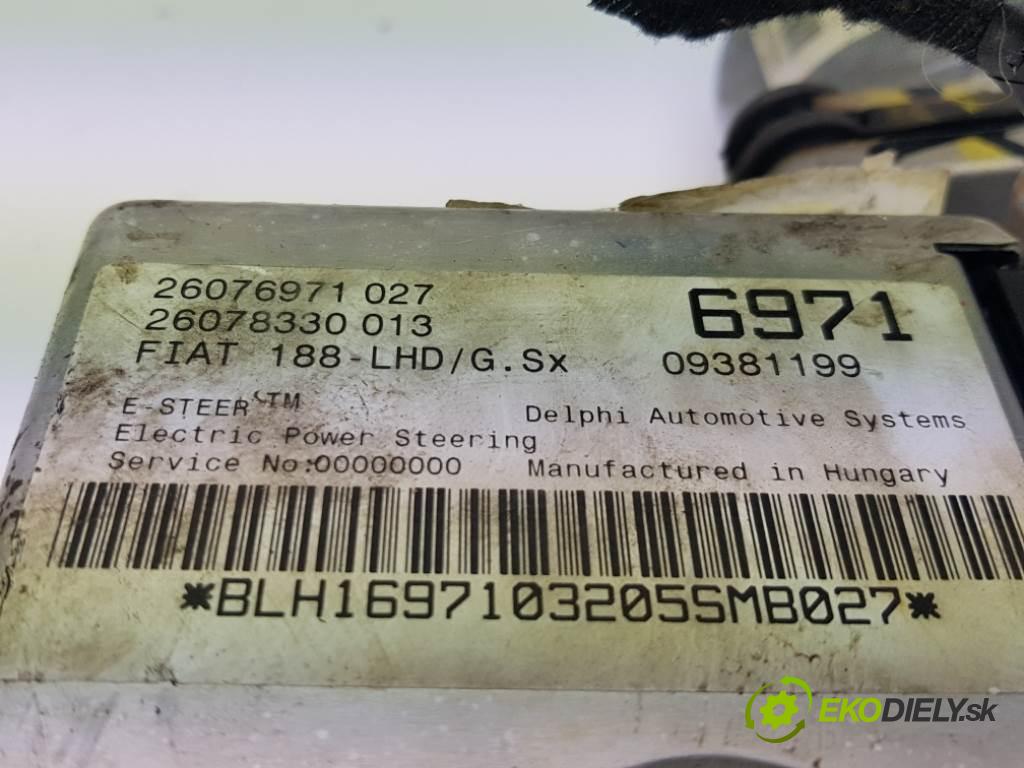 26076971 027
26078330 013
6971
FIAT 188-LHD/G.Sx 09381199
E-STEER™ Delphi Automotive Systems
Electric Power Steering
Service No:00000000 Manufactured in Hungary
*BLH1697103205SMB027*
EKODIELY.sk